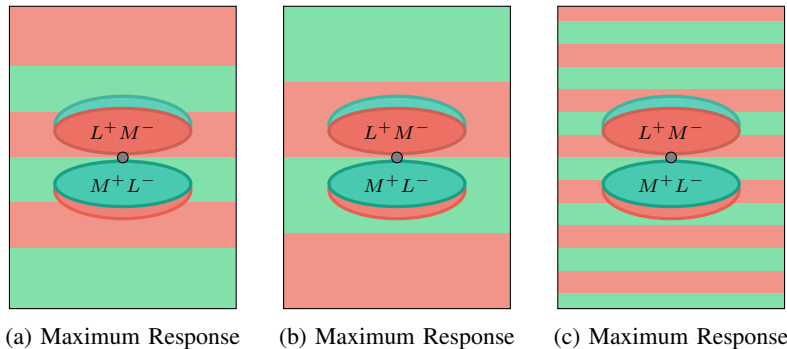 L⁺M⁻
M⁺L⁻
L⁺M⁻
M⁺L⁻
L⁺M⁻
M⁺L⁻
(a) Maximum Response
(b) Maximum Response
(c) Maximum Response